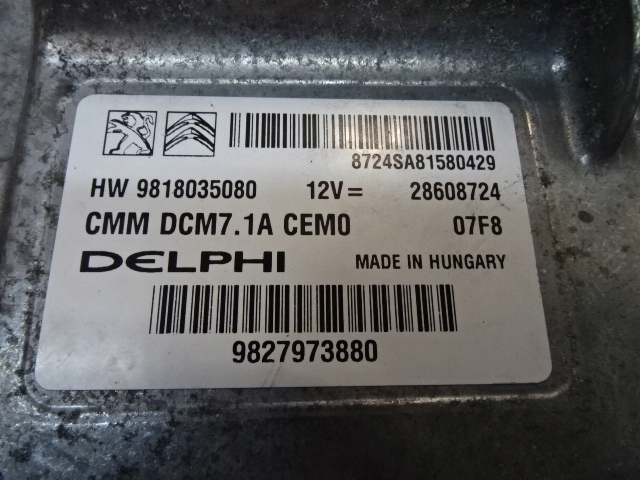 8724SA81580429
HW 9818035080 12V= 28608724
CMM DCM7.1A CEM0 07F8
DELPHI MADE IN HUNGARY
9827973880